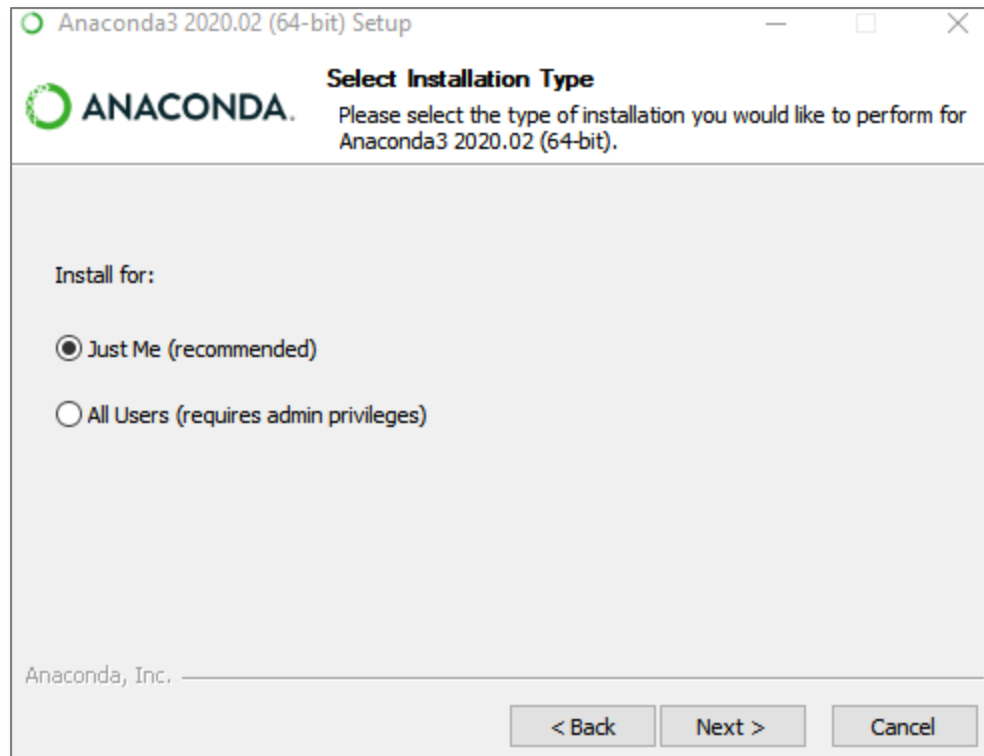 Anaconda3 2020.02 (64-bit) Setup
ANACONDA.
Select Installation Type
Please select the type of installation you would like to perform for
Anaconda3 2020.02 (64-bit).
Install for:
Just Me (recommended)
All Users (requires admin privileges)
Anaconda, Inc.
< Back
Next >
Cancel